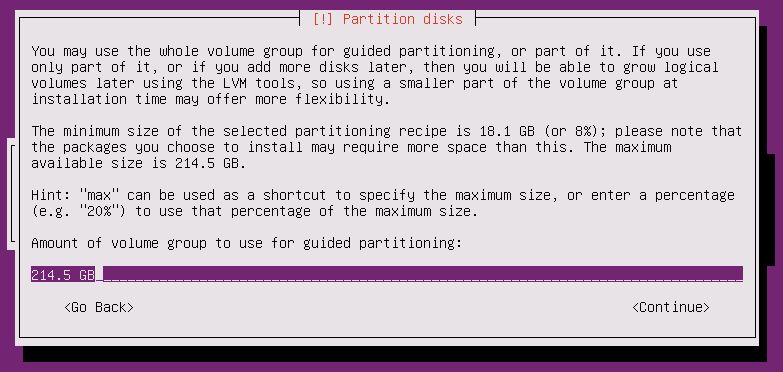 [!] Partition disks
You may use the whole volume group for guided partitioning, or part of it. If you use
only part of it, or if you add more disks later, then you will be able to grow logical
volumes later using the LVM tools, so using a smaller part of the volume group at
installation time may offer more flexibility.
The minimum size of the selected partitioning recipe is 18.1 GB (or 8%); please note that
the packages you choose to install may require more space than this. The maximum
available size is 214.5 GB.
Hint: "max" can be used as a shortcut to specify the maximum size, or enter a percentage
(e.g. "20%") to use that percentage of the maximum size.
Amount of volume group to use for guided partitioning:
214.5 GB
<Go Back> <Continue>